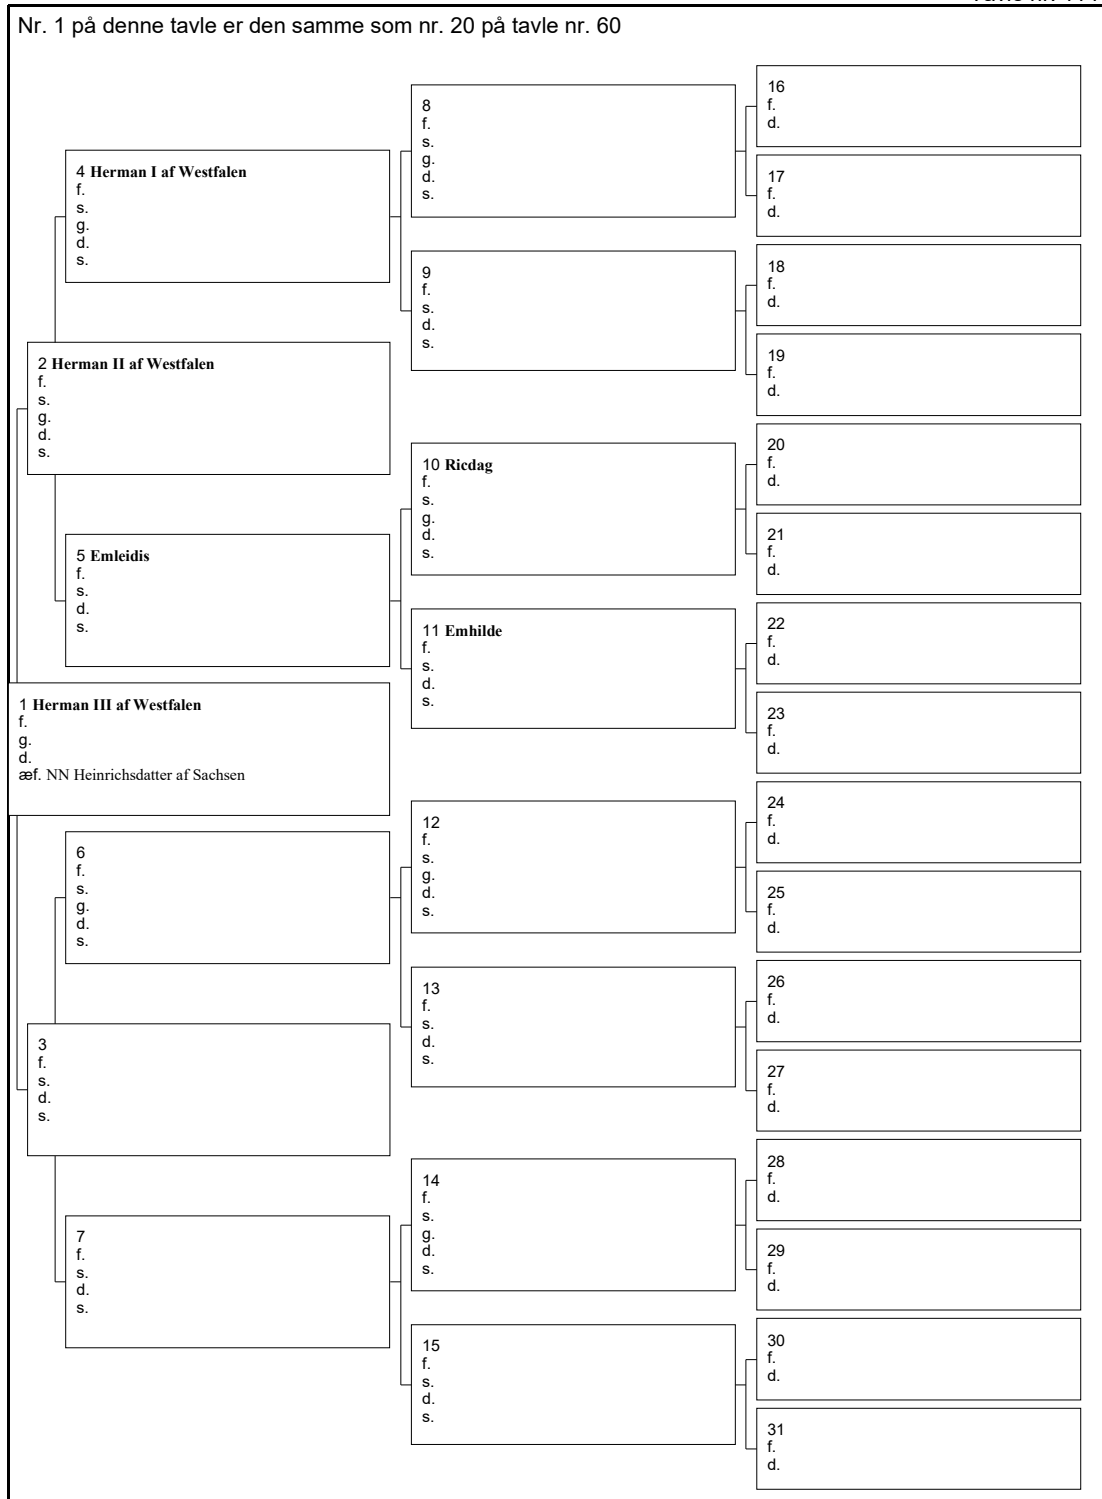 Nr. 1 på denne tavle er den samme som nr. 20 på tavle nr. 60
16
f.
d.
8
f.
s.
g.
d.
s.
17
f.
d.
4 Herman I af Westfalen
f.
s.
g.
d.
s.
18
f.
d.
9
f.
s.
d.
s.
19
f.
d.
2 Herman II af Westfalen
f.
s.
g.
d.
s.
20
f.
d.
10 Ricdag
f.
s.
g.
d.
s.
21
f.
d.
5 Emleidis
f.
s.
d.
s.
22
f.
d.
11 Emhilde
f.
s.
d.
s.
23
f.
d.
1 Herman III af Westfalen
f.
g.
d.
æf. NN Heinrichsdatter af Sachsen
24
f.
d.
12
f.
s.
g.
d.
s.
25
f.
d.
6
f.
s.
g.
d.
s.
26
f.
d.
13
f.
s.
d.
s.
27
f.
d.
3
f.
s.
d.
s.
28
f.
d.
14
f.
s.
g.
d.
s.
29
f.
d.
7
f.
s.
d.
s.
30
f.
d.
15
f.
s.
d.
s.
31
f.
d.